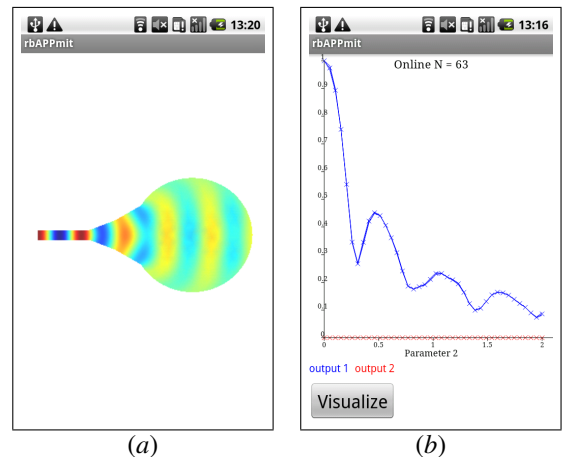 13:20
rbAPPmit
(a)
13:16
rbAPPmit
Online N = 63
0.9
0.8
0.7
0.6
0.5
0.4
0.3
0.2
0.1
0
0 0.5 1 1.5 2
Parameter 2
output 1 output 2
Visualize
(b)